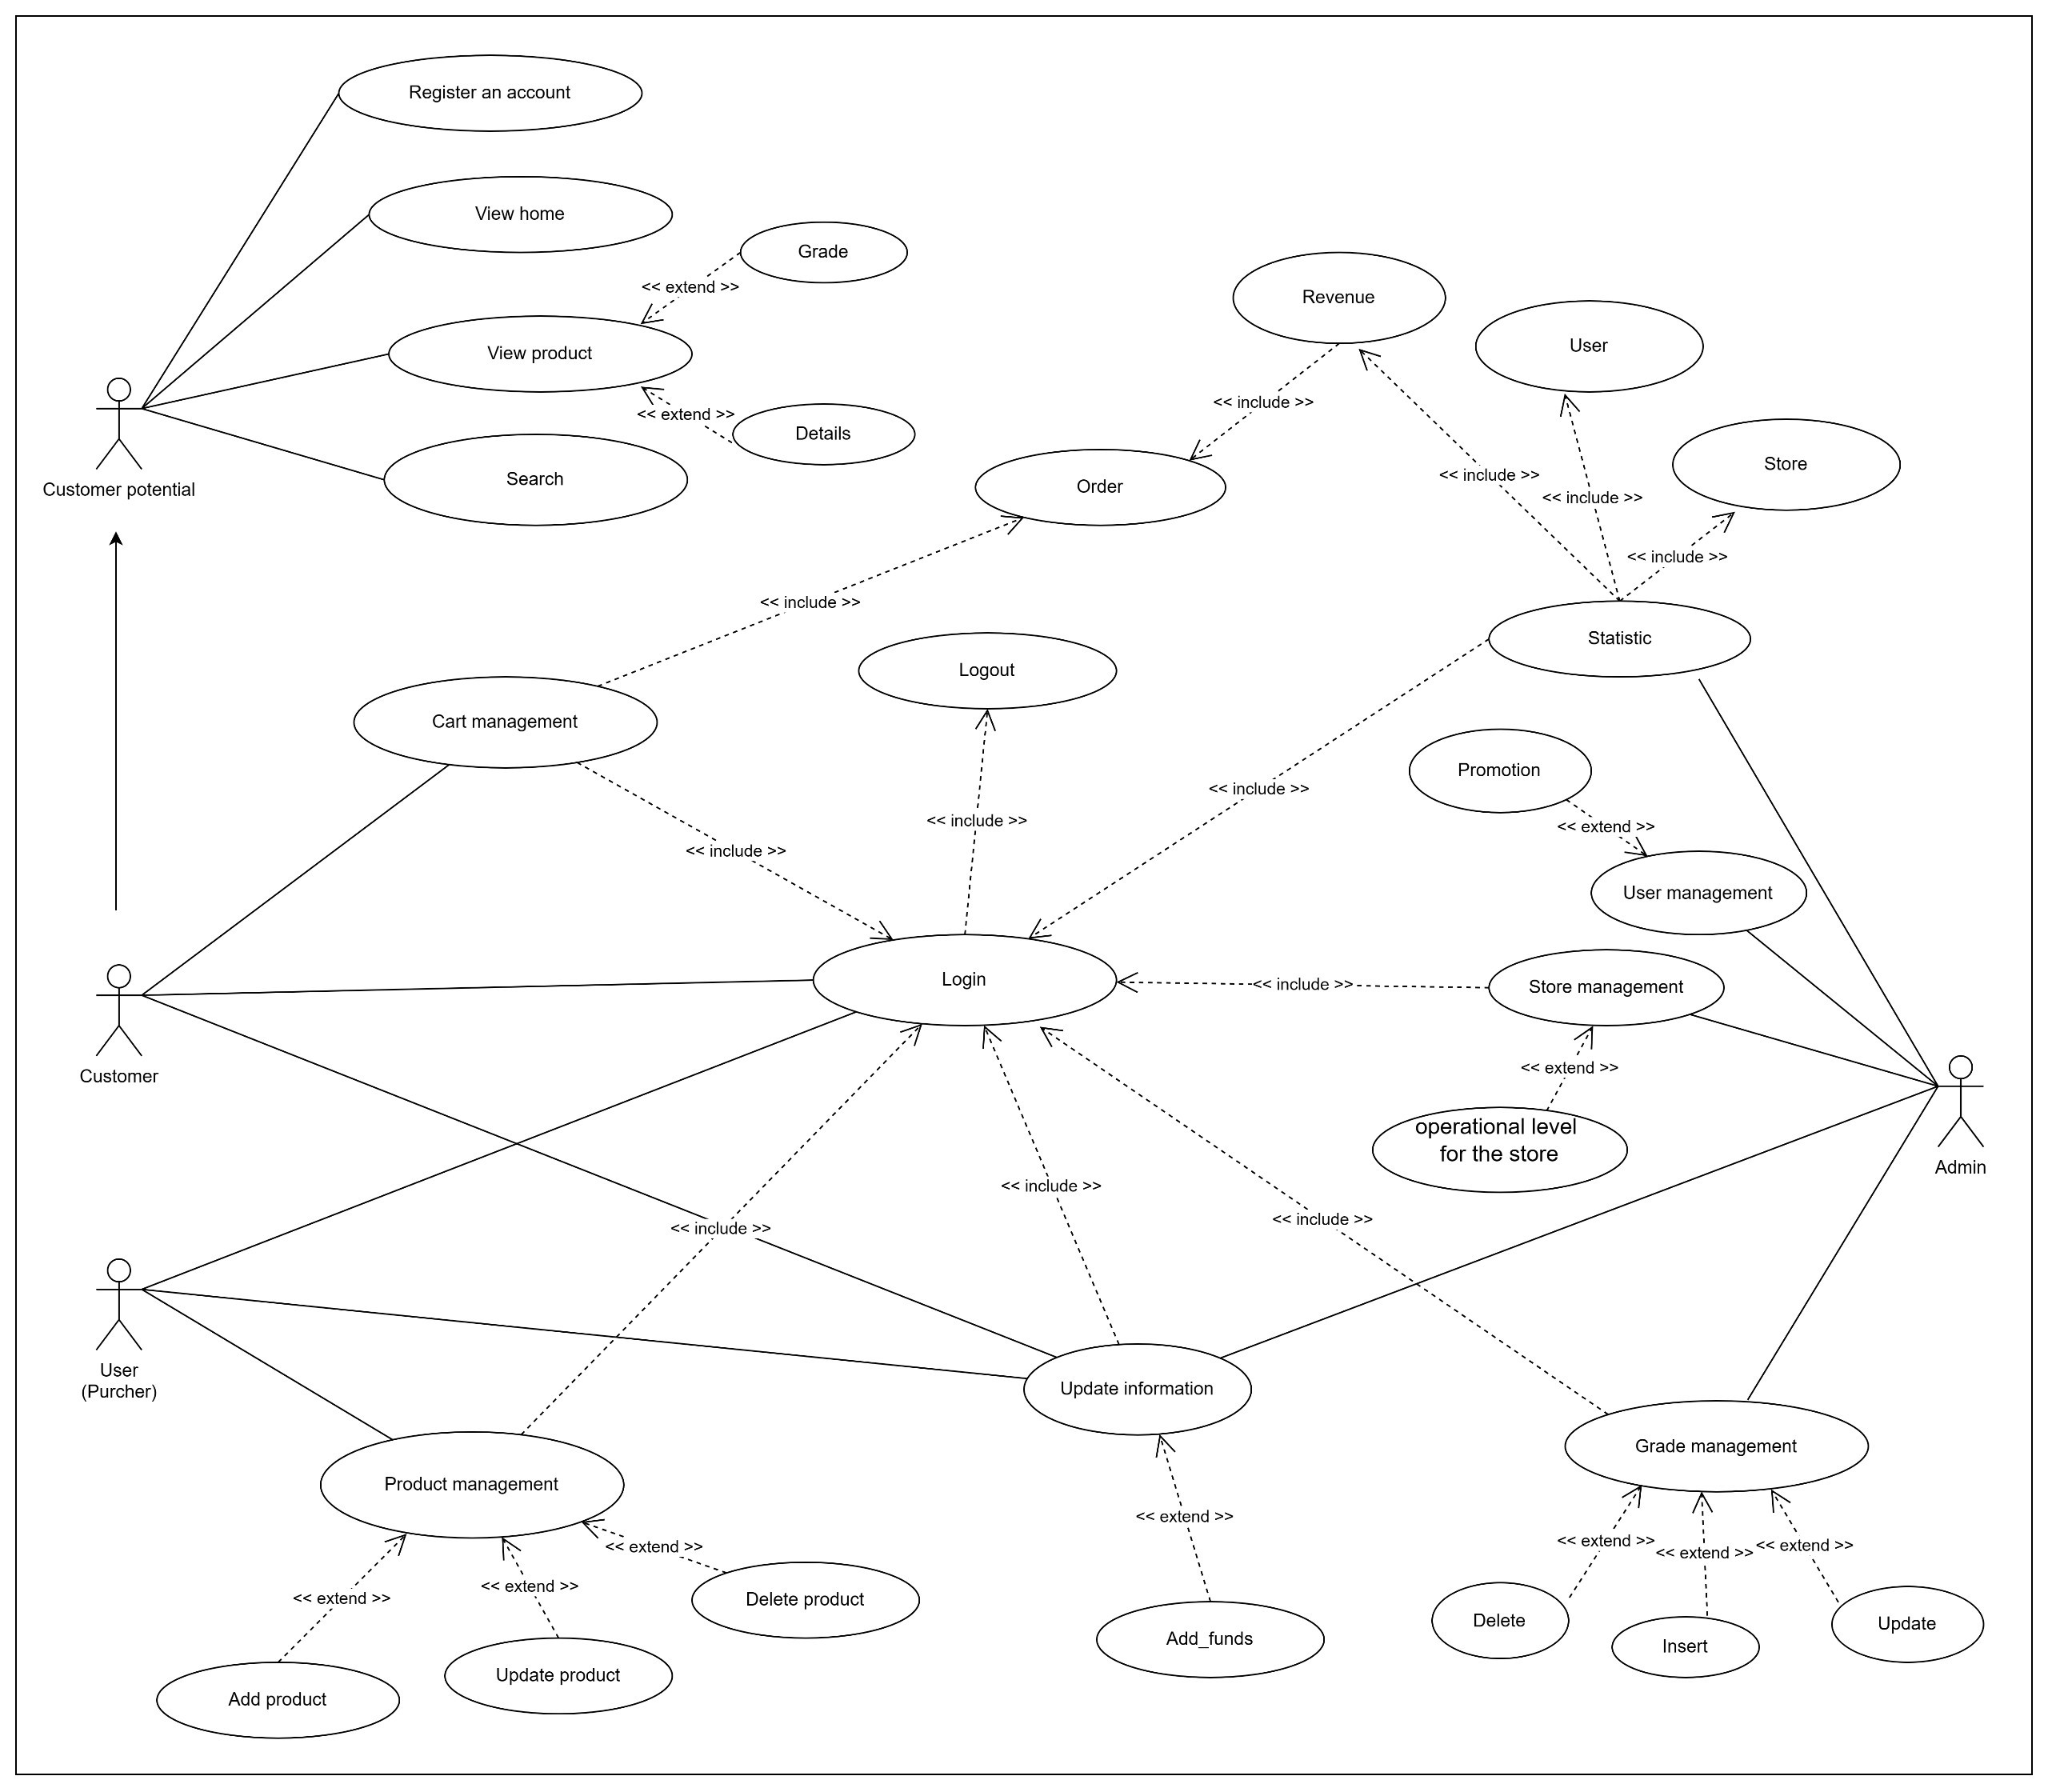 Register an account
View home
Grade
<< extend >>
Revenue
User
View product
<< include >>
<< extend >>
Details
Store
Customer potential
Search
Order
<< include >>
<< include >>
<< include >>
<< include >>
Statistic
Logout
Cart management
Promotion
<< include >>
<< include >>
<< extend >>
<< include >>
User management
Login
<< include >>
Store management
Customer
<< extend >>
operational level
for the store
Admin
<< include >>
<< include >>
<< include >>
User
(Purcher)
Update information
Grade management
Product management
<< extend >>
<< extend >>
<< extend >>
<< extend >>
<< extend >>
<< extend >>
<< extend >>
Delete product
Add_funds
Delete
Insert
Update
Update product
Add product